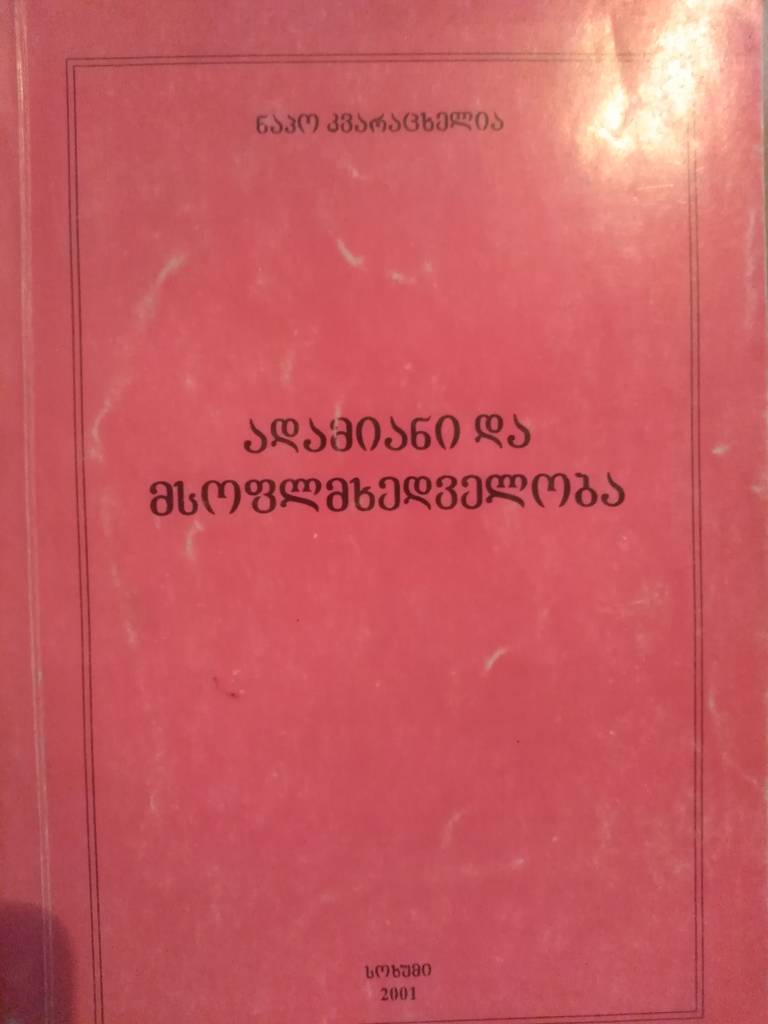 ნაპო კვარაცხელია
ადამიანი და
მსოფლმხედველობა
სოხუმი
2001